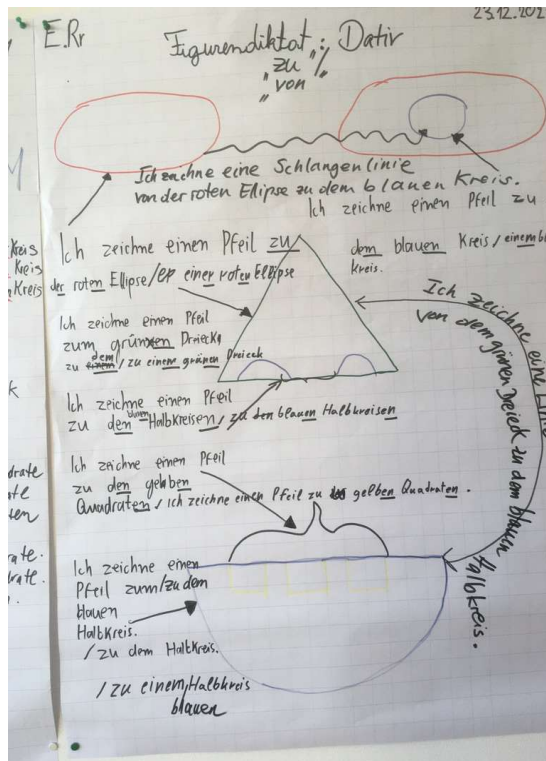 23.12.202
E.Rr
Figurendiktat: Dativ
"zu"/
"von"
Ich zeichne eine Schlangenlinie
von der roten Ellipse zu dem blauen Kreis.
Ich zeichne einen Pfeil zu
dem blauen Kreis / einem bl
kreis.
Ich zeichne einen Pfeil zu
der roten Ellipse/ einer roten Ellipse
Ich zeichne einen Pfeil
zum grünen Dreieck
zu dem / zu einem grünen Dreieck
Ich zeichne eine Linie
von dem grünen Dreieck zu dem blauen
Halbkreis.
Ich zeichne einen Pfeil
zu den blauen Halbkreisen / zu blauen Halbkreisen
Ich zeichne einen Pfeil
zu den gelben
Quadraten / Ich zeichne einen Pfeil zu gelben Quadraten.
Ich zeichne einen
Pfeil zum/zu dem
blauen
Halbkreis.
/ zu dem Halbkreis.
/ zu einem Halbkreis
blauen
Kreis
Kreis
Kreis
k
drate
rate.
drate.